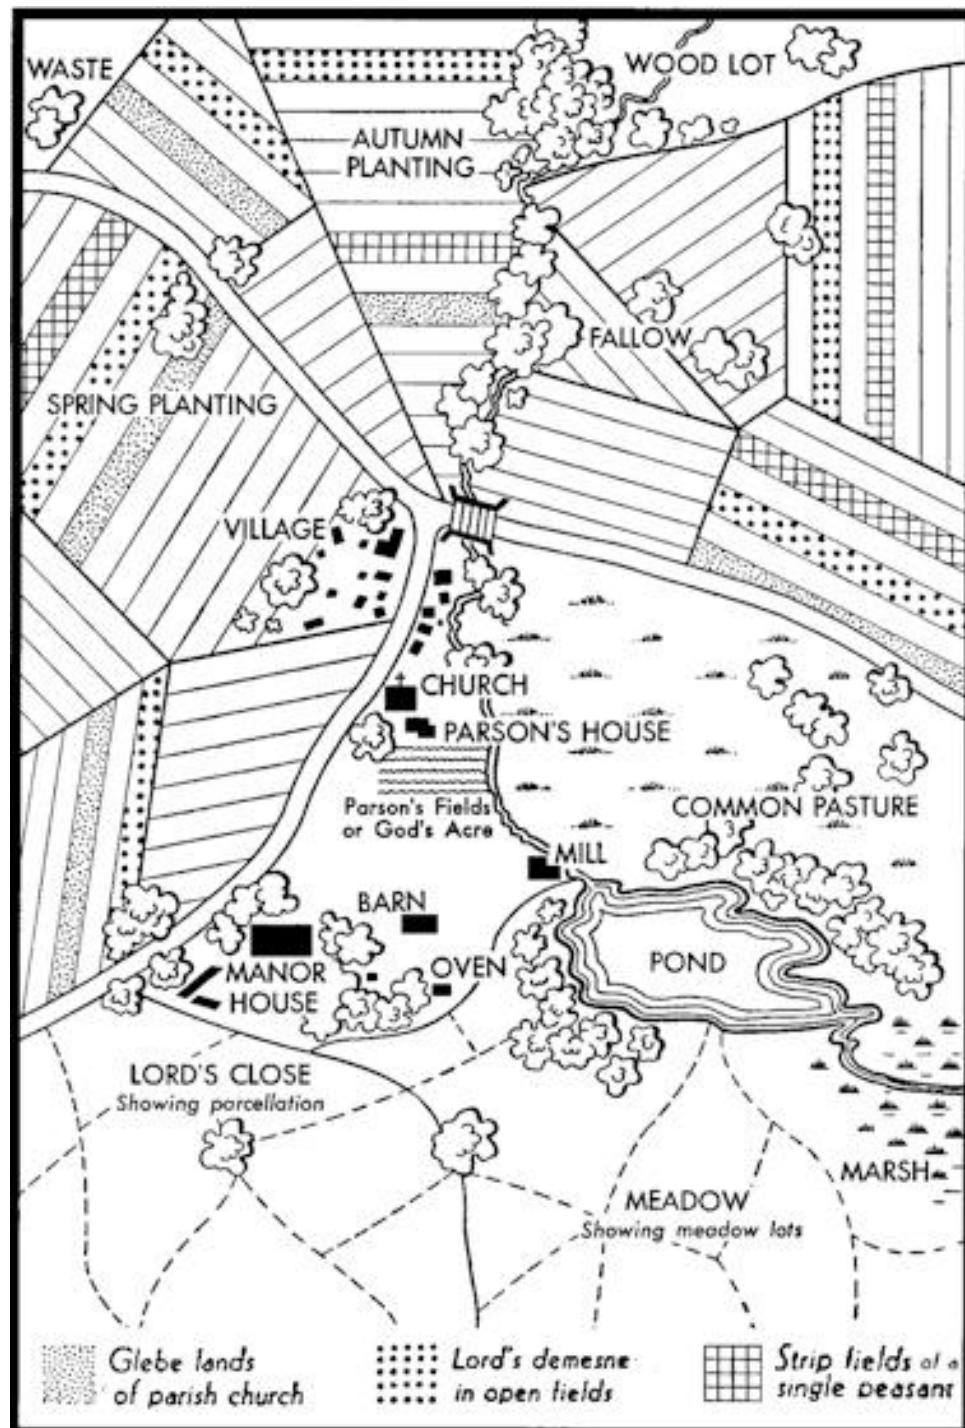 WASTE
WOOD LOT
AUTUMN
PLANTING
FALLOW
SPRING PLANTING
VILLAGE
CHURCH
PARSON'S HOUSE
Parson's Fields
or God's Acre
COMMON PASTURE
MILL
BARN
OVEN
POND
MANOR
HOUSE
LORD'S CLOSE
Showing parcellation
MARSH
MEADOW
Showing meadow lots
Glebe lands
of parish church
Lord's demesne
in open fields
Strip fields of a
single peasant